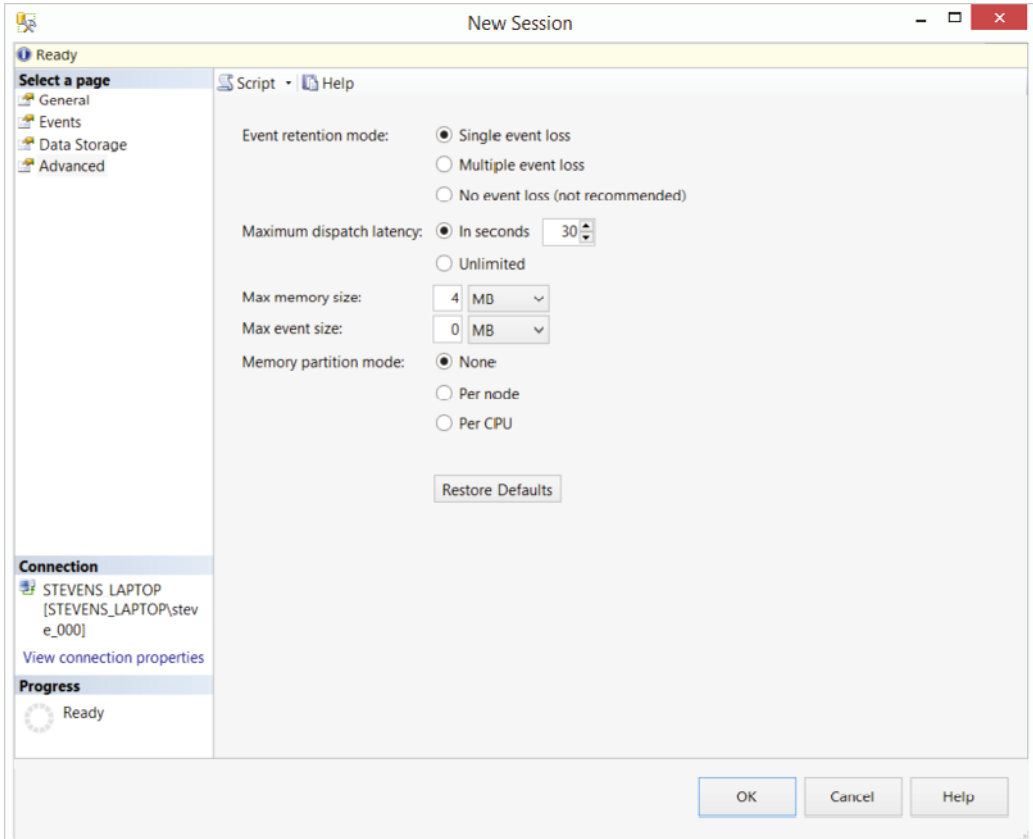 New Session
Ready
Select a page
General
Events
Data Storage
Advanced
Script Help
Event retention mode: Single event loss
Multiple event loss
No event loss (not recommended)
Maximum dispatch latency: In seconds 30
Unlimited
Max memory size: 4 MB
Max event size: 0 MB
Memory partition mode: None
Per node
Per CPU
Restore Defaults
Connection
STEVENS LAPTOP
[STEVENS_LAPTOP\stev
e_000]
View connection properties
Progress
Ready
OK Cancel Help